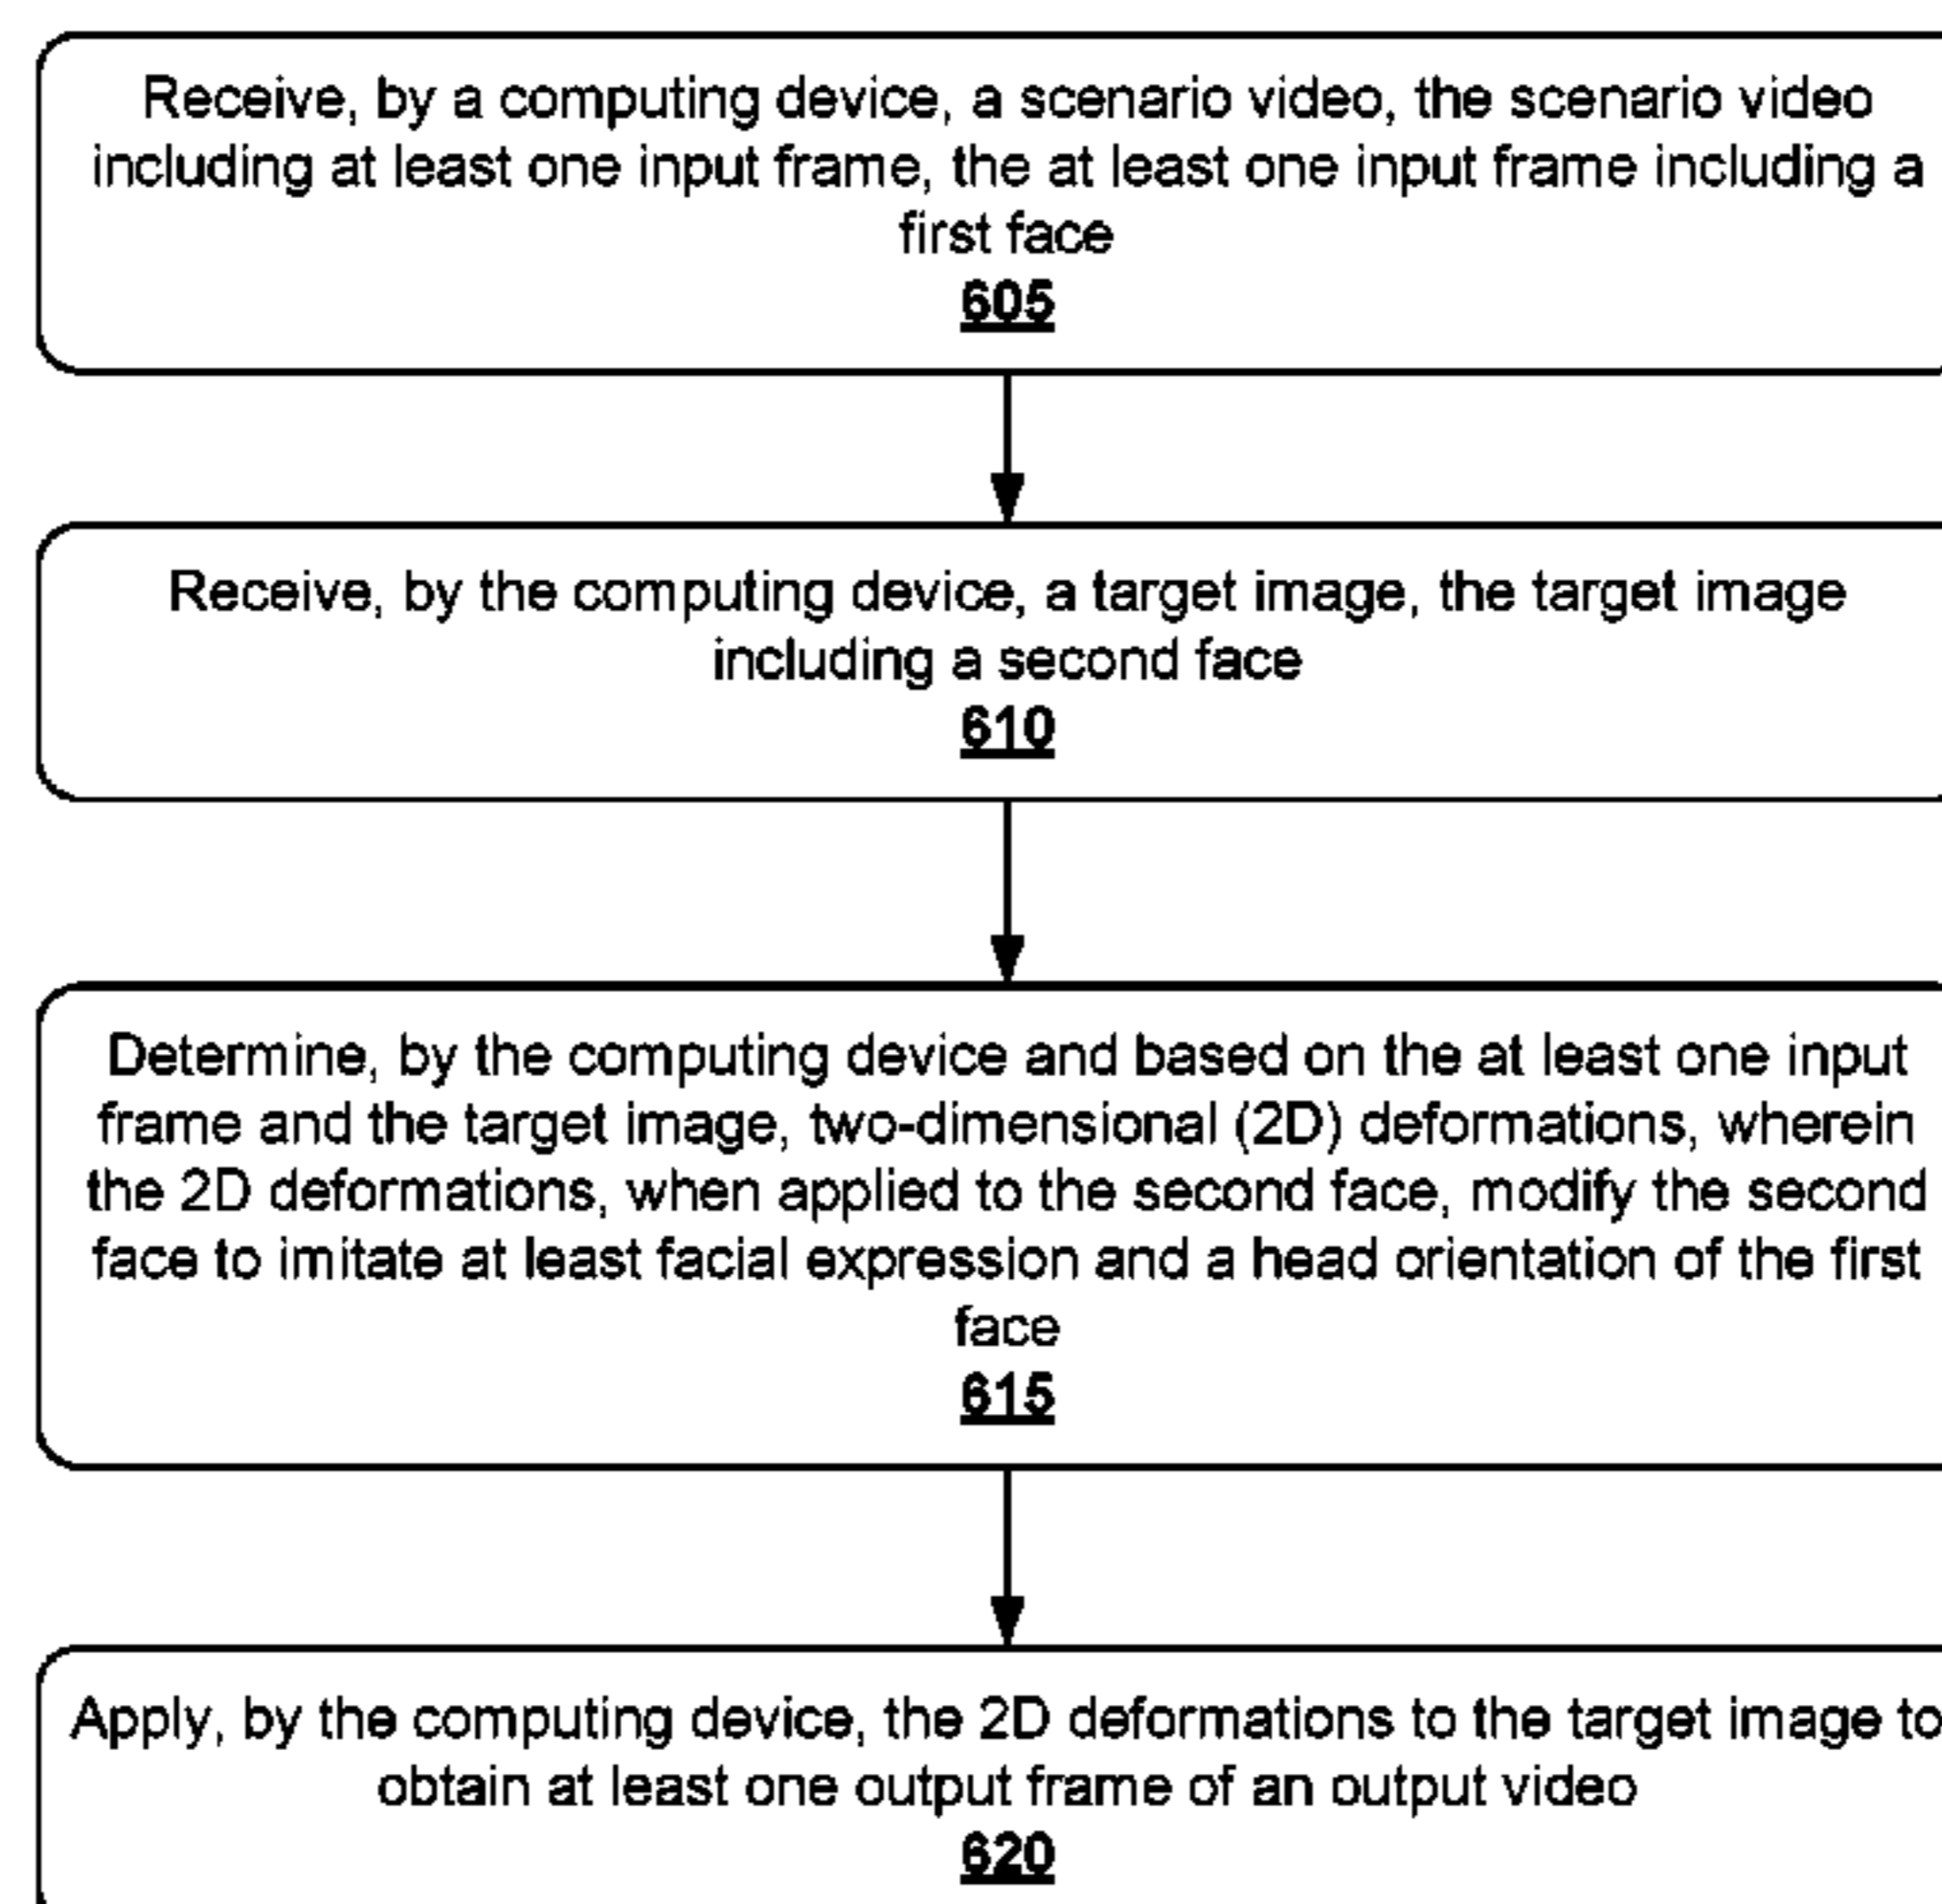 Receive, by a computing device, a scenario video, the scenario video
including at least one input frame, the at least one input frame including a
first face
605
Receive, by the computing device, a target image, the target image
including a second face
610
Determine, by the computing device and based on the at least one input
frame and the target image, two-dimensional (2D) deformations, wherein
the 2D deformations, when applied to the second face, modify the second
face to imitate at least facial expression and a head orientation of the first
face
615
Apply, by the computing device, the 2D deformations to the target image to
obtain at least one output frame of an output video
620